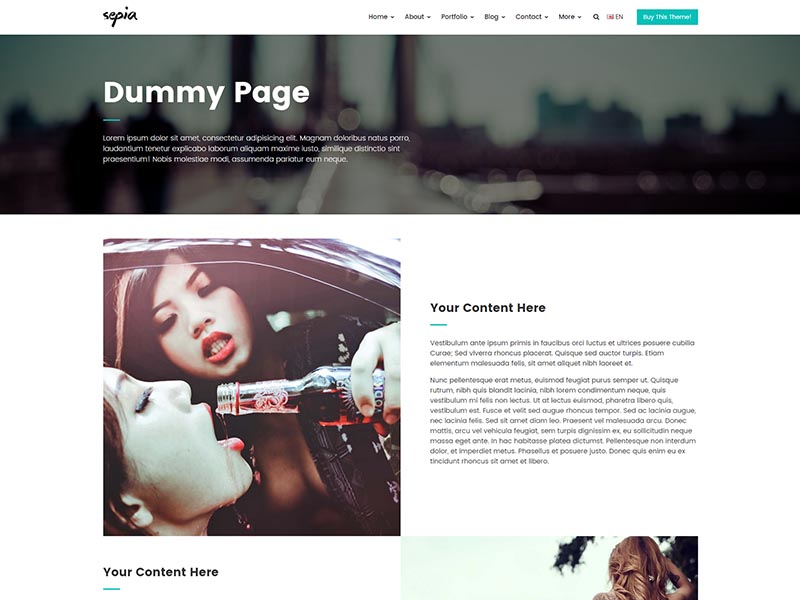 sepia
Home About Portfolio Blog Contact More EN Buy This Theme!
Dummy Page
Lorem ipsum dolor sit amet, consectetur adipisicing elit. Magnam doloribus natus porro,
laudantium tenetur explicabo laborum aliquam maxime iusto, similique distinctio sint
praesentium! Nobis molestiae modi, assumenda pariatur eum neque.
VODKA
Your Content Here
Vestibulum ante ipsum primis in faucibus orci luctus et ultrices posuere cubilia
Curae; Sed viverra rhoncus placerat. Quisque sed auctor turpis. Etiam
elementum malesuada felis, sit amet aliquet nibh laoreet et.
Nunc pellentesque erat metus, euismod feugiat purus semper ut. Quisque
rutrum, nibh quis blandit lacinia, nibh lorem condimentum neque, quis
vestibulum mi felis non lectus. Ut at lectus euismod, pharetra libero quis,
vestibulum est. Fusce et velit sed augue rhoncus tempor. Sed ac lacinia augue,
nec lacinia felis. Sed sit amet diam leo. Praesent vel malesuada arcu. Donec
mattis, arcu vel vehicula feugiat, sem turpis dignissim ex, eu sollicitudin neque
massa eget ante. In hac habitasse platea dictumst. Pellentesque non interdum
dolor, et imperdiet metus. Phasellus et posuere justo. Donec quis enim eu ex
tincidunt rhoncus sit amet et libero.
Your Content Here